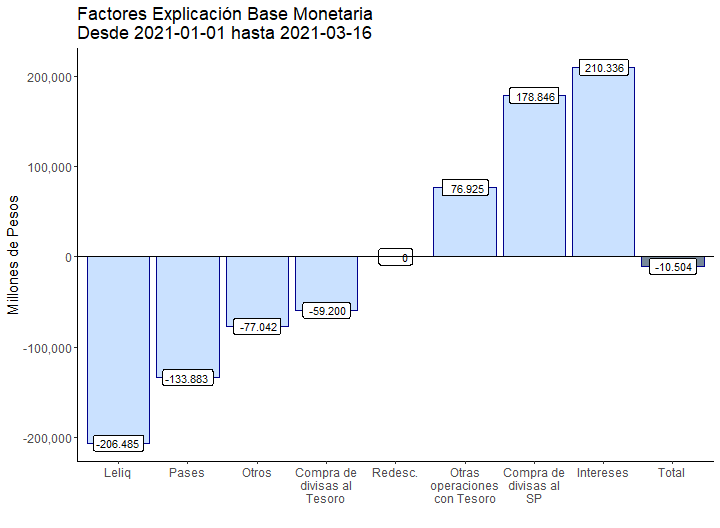 Factores Explicación Base Monetaria
Desde 2021-01-01 hasta 2021-03-16
Millones de Pesos
200,000
100,000
0
-100,000
-200,000
-206.485
-133.883
-77.042
-59.200
0
76.925
178.846
210.336
-10.504
Leliq
Pases
Otros
Compra de
divisas al
Tesoro
Redesc.
Otras
operaciones
con Tesoro
Compra de
divisas al
SP
Intereses
Total